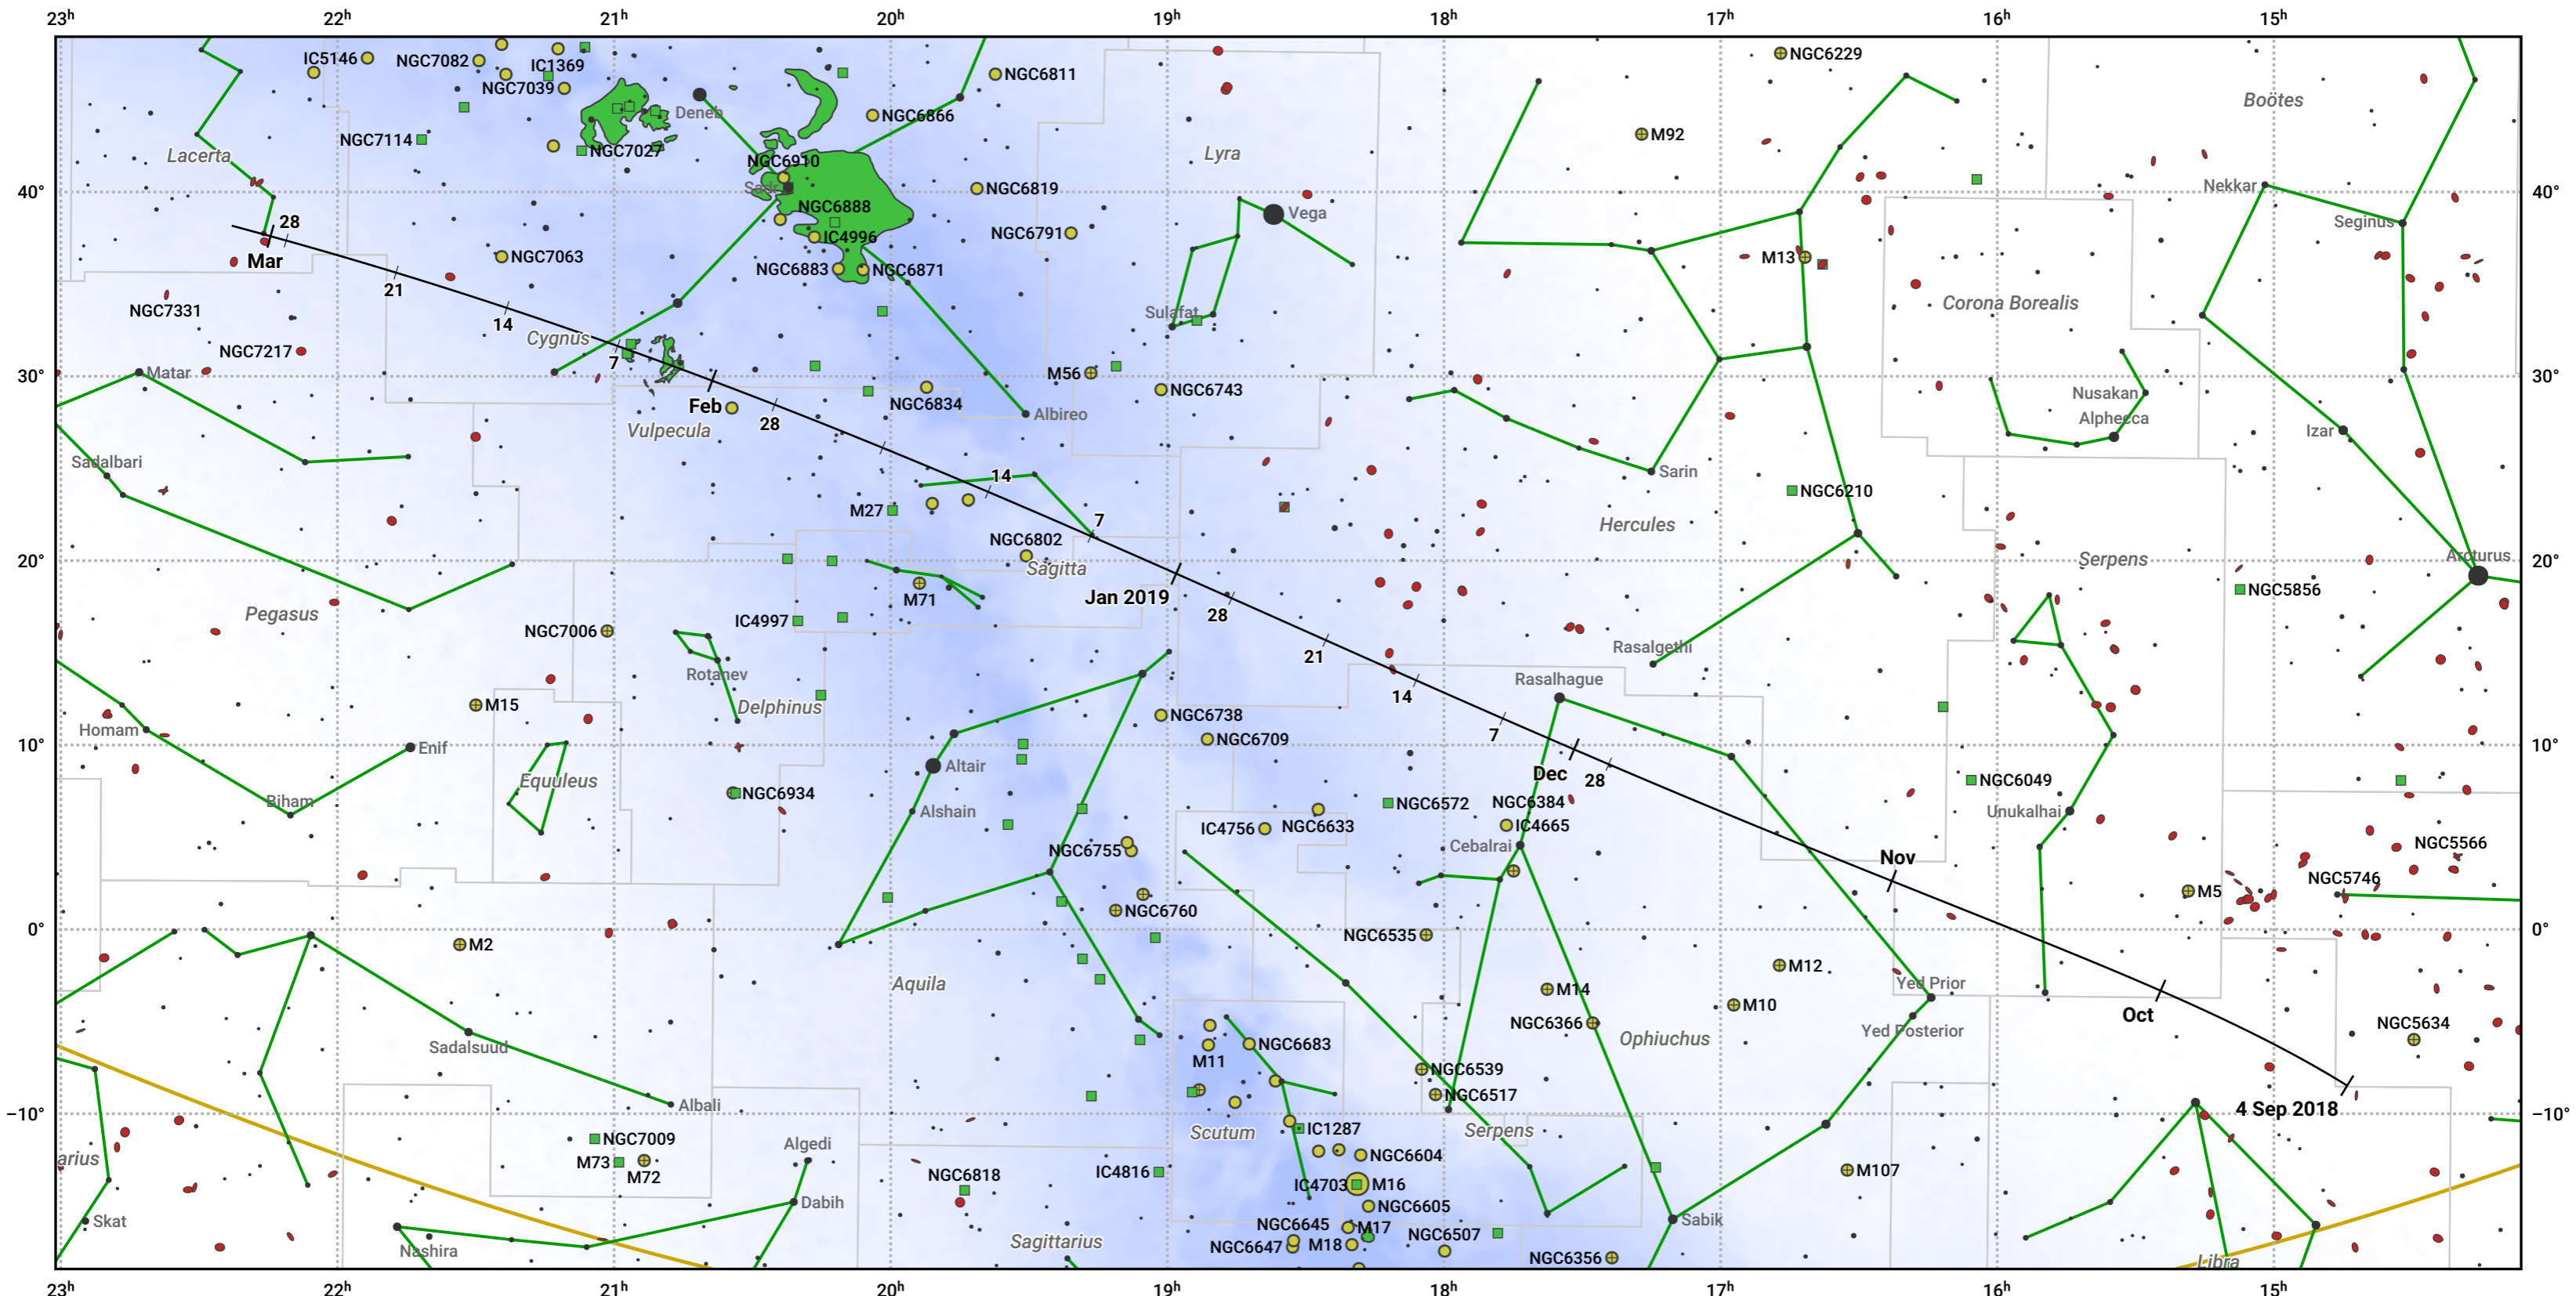 23h 22h 21h 20h 19h 18h 17h 16h 15h
IC5146
NGC7082
IC1369
NGC7039
NGC6811
NGC6229
Boötes
Deneb
NGC6866
M92
NGC7114
NGC7027
Lacerta
NGC6910
Lyra
40°
Sadr
NGC6819
Nekkar
40°
NGC6888
Vega
Seginus
28
IC4996
NGC6791
Mar
NGC7063
NGC6883
NGC6871
M13
21
Corona Borealis
NGC7331
14
Sulafat
Cygnus
NGC7217
7
30°
Matar
M56
NGC6743
30°
Feb
NGC6834
Nusakan
28
Albireo
Alphecca
Vulpecula
Izar
Sadalbari
14
Sarin
M27
NGC6210
7
Hercules
NGC6802
20°
Sagitta
Serpens
Arcturus
20°
M71
Jan 2019
NGC5856
Pegasus
28
IC4997
NGC7006
Rasalgethi
21
Rotanev
Rasalhague
14
M15
Delphinus
NGC6738
Homam
7
NGC6709
10°
Enif
10°
Altair
Dec
Equuleus
28
NGC6049
NGC6934
Biham
Alshain
NGC6572
NGC6384
Unukalhai
IC4756
NGC6633
IC4665
NGC5566
NGC6755
Cebalrai
Nov
NGC5746
M5
NGC6760
0°
NGC6535
0°
M2
M12
Aquila
Yed Prior
M14
M10
Oct
NGC6366
Yed Posterior
NGC5634
Sadalsuud
NGC6683
Ophiuchus
M11
NGC6539
NGC6517
−10°
Albali
4 Sep 2018
−10°
Scutum
IC1287
Serpens
NGC7009
Algedi
arius
M73
NGC6604
M72
NGC6818
IC4816
M107
IC4703
M16
Dabih
NGC6605
Skat
NGC6645
M17
Sabik
Nashira
Sagittarius
NGC6647
M18
NGC6507
NGC6356
Libra
23h 22h 21h 20h 19h 18h 17h 16h 15h